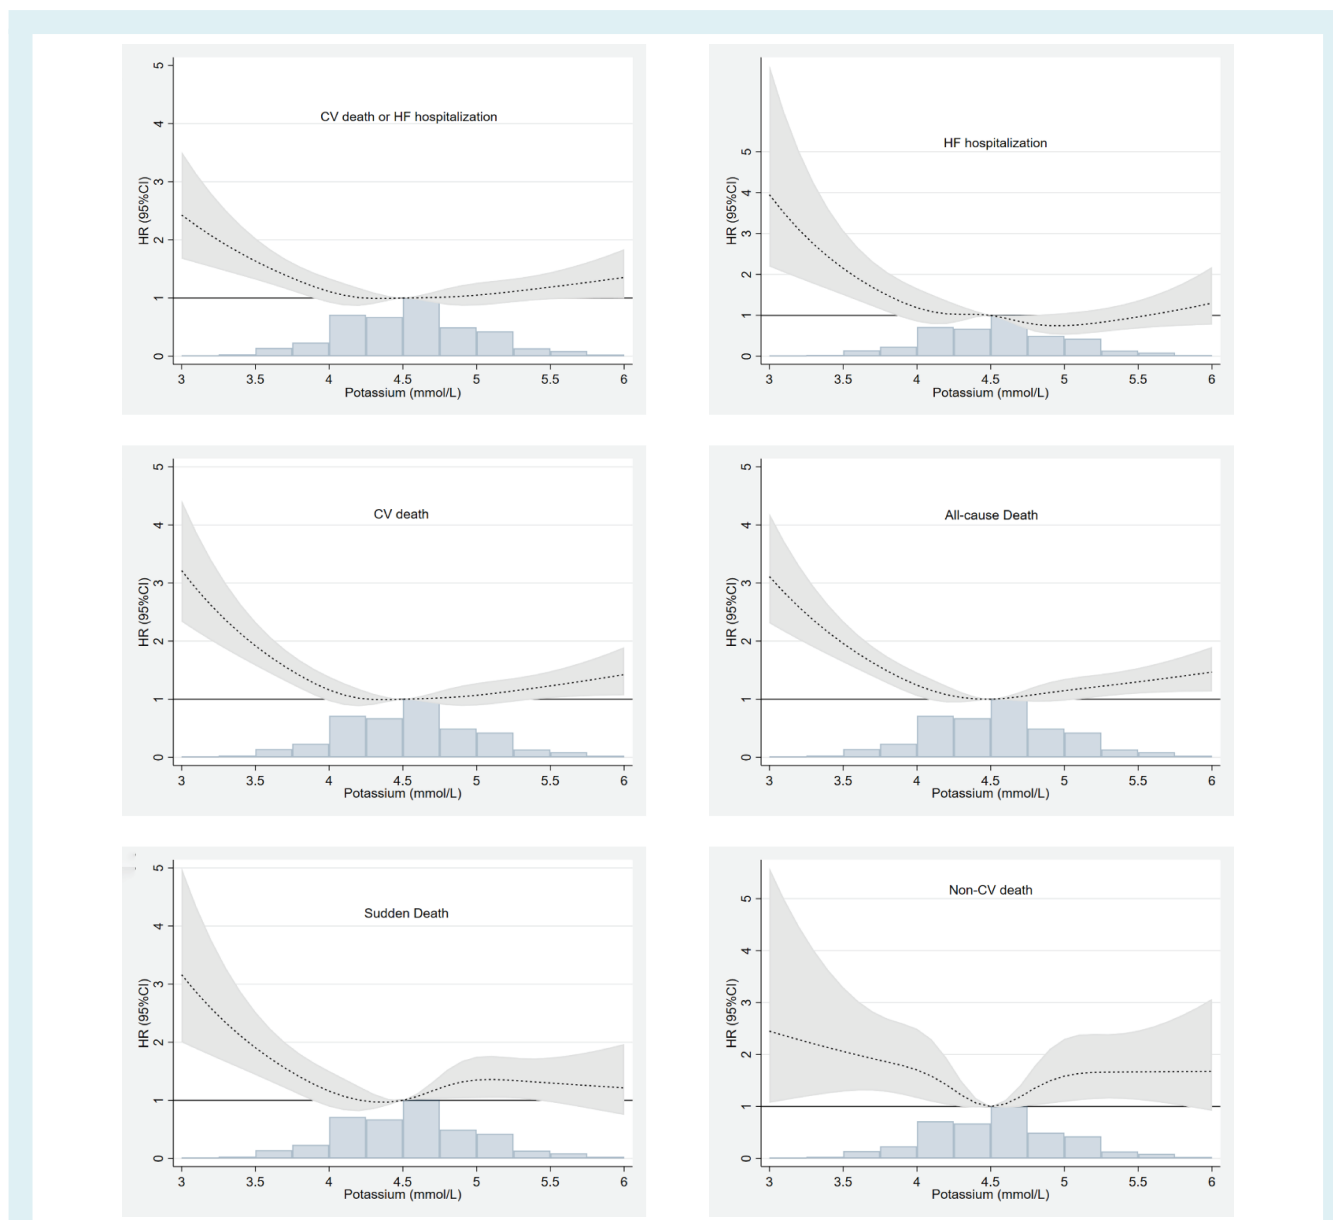 CV death or HF hospitalization
HR (95%CI)
5
4
3
2
1
0
3 3.5 4 4.5 5 5.5 6
Potassium (mmol/L)
HF hospitalization
HR (95%CI)
5
4
3
2
1
0
3 3.5 4 4.5 5 5.5 6
Potassium (mmol/L)
CV death
HR (95%CI)
5
4
3
2
1
0
3 3.5 4 4.5 5 5.5 6
Potassium (mmol/L)
All-cause Death
HR (95%CI)
5
4
3
2
1
0
3 3.5 4 4.5 5 5.5 6
Potassium (mmol/L)
Sudden Death
HR (95%CI)
5
4
3
2
1
0
3 3.5 4 4.5 5 5.5 6
Potassium (mmol/L)
Non-CV death
HR (95%CI)
5
4
3
2
1
0
3 3.5 4 4.5 5 5.5 6
Potassium (mmol/L)